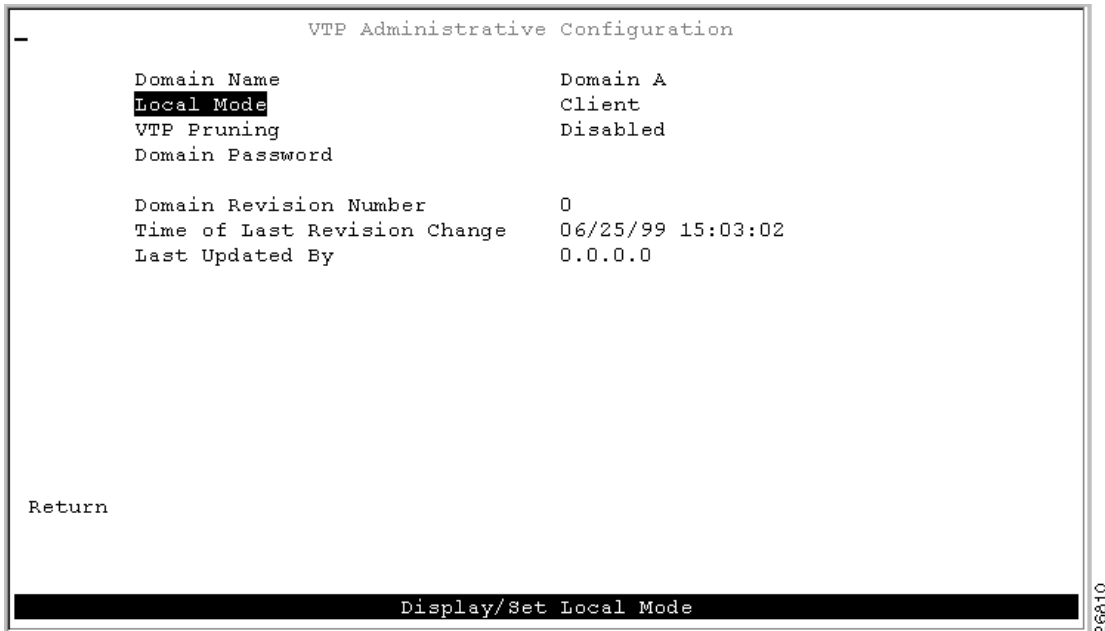 VTP Administrative Configuration
Domain Name Domain A
Local Mode Client
VTP Pruning Disabled
Domain Password
Domain Revision Number 0
Time of Last Revision Change 06/25/99 15:03:02
Last Updated By 0.0.0.0
Return
Display/Set Local Mode
26810